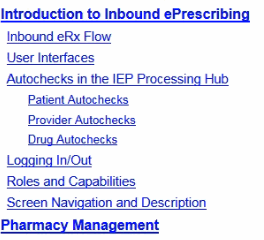 Introduction to Inbound ePrescribing
Inbound eRx Flow
User Interfaces
Autochecks in the IEP Processing Hub
Patient Autochecks
Provider Autochecks
Drug Autochecks
Logging In/Out
Roles and Capabilities
Screen Navigation and Description
Pharmacy Management